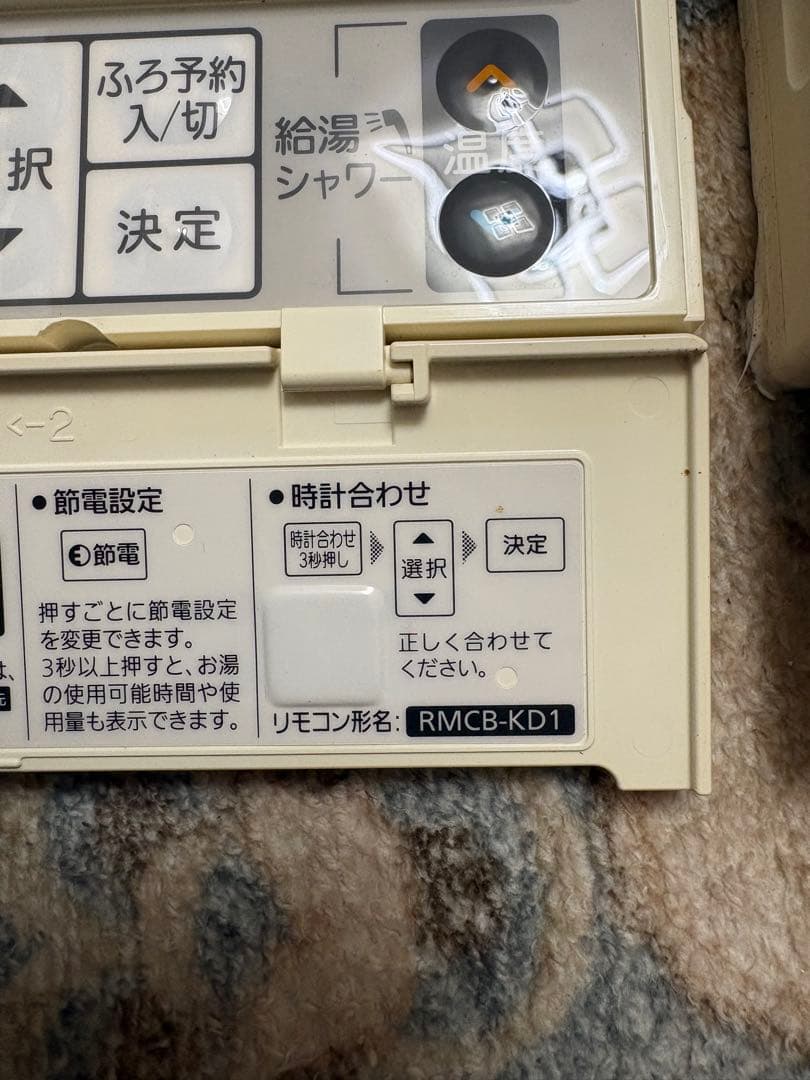 ふろ予約
入/切
択
決定
給湯
シャワー
温度
<-2
●節電設定
節電
押すごとに節電設定
を変更できます。
3秒以上押すと、お湯
の使用可能時間や使
用量も表示できます。
●時計合わせ
時計合わせ
3秒押し
選択
決定
正しく合わせて
ください。
リモコン形名: RMCB-KD1
は、